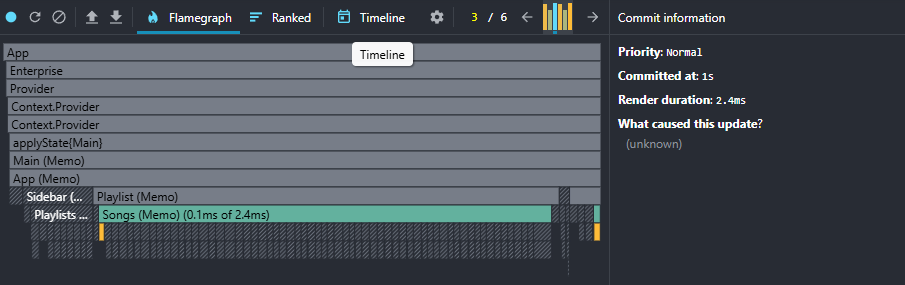 Flamegraph Ranked Timeline 3 / 6 Commit information
Timeline
App
Enterprise
Provider
Context.Provider
Context.Provider
applyState{Main}
Main (Memo)
App (Memo)
Sidebar (... Playlist (Memo)
Playlists ... Songs (Memo) (0.1ms of 2.4ms)
Priority: Normal
Committed at: 1s
Render duration: 2.4ms
What caused this update?
(unknown)